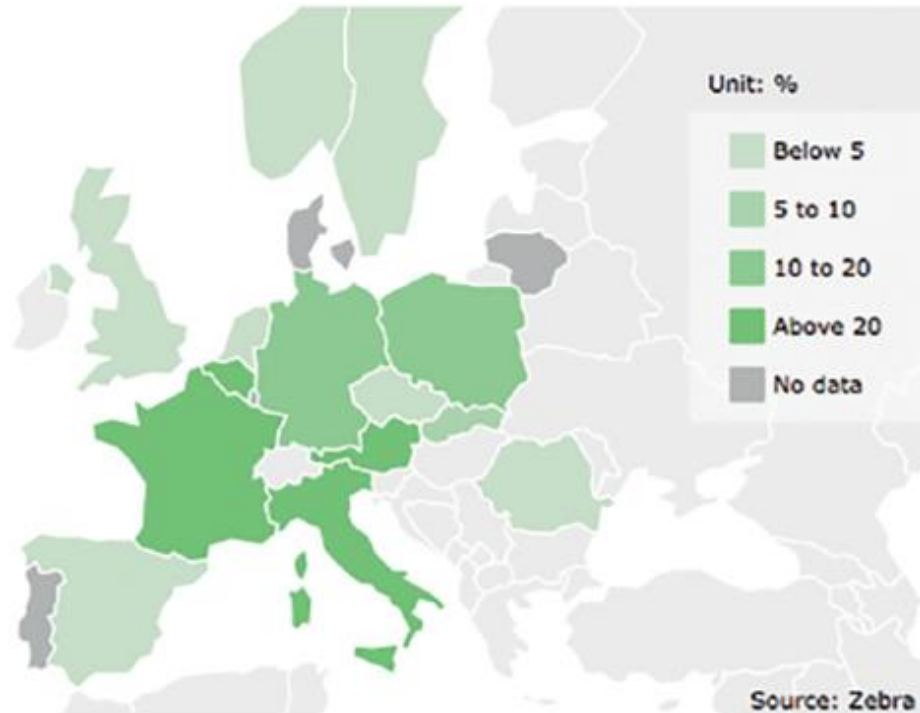 Unit: %
Below 5
5 to 10
10 to 20
Above 20
No data
Source: Zebra